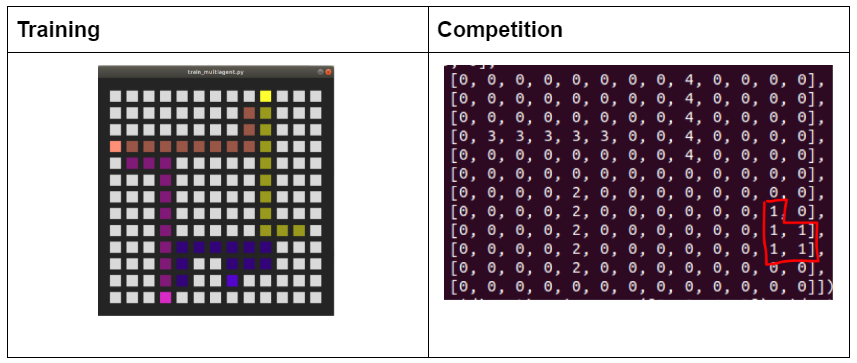 Training
Competition
train_multiagent.py
[0, 0, 0, 0, 0, 0, 0, 0, 4, 0, 0, 0, 0],
[0, 0, 0, 0, 0, 0, 0, 0, 4, 0, 0, 0, 0],
[0, 0, 0, 0, 0, 0, 0, 0, 4, 0, 0, 0, 0],
[0, 3, 3, 3, 3, 3, 0, 0, 4, 0, 0, 0, 0],
[0, 0, 0, 0, 0, 0, 0, 0, 4, 0, 0, 0, 0],
[0, 0, 0, 0, 0, 0, 0, 0, 0, 0, 0, 0, 0],
[0, 0, 0, 0, 2, 0, 0, 0, 0, 0, 0, 0, 0],
[0, 0, 0, 0, 2, 0, 0, 0, 0, 0, 0, 1, 0],
[0, 0, 0, 0, 2, 0, 0, 0, 0, 0, 0, 1, 1],
[0, 0, 0, 0, 2, 0, 0, 0, 0, 0, 0, 1, 1],
[0, 0, 0, 0, 2, 0, 0, 0, 0, 0, 0, 0, 0],
[0, 0, 0, 0, 0, 0, 0, 0, 0, 0, 0, 0, 0]])